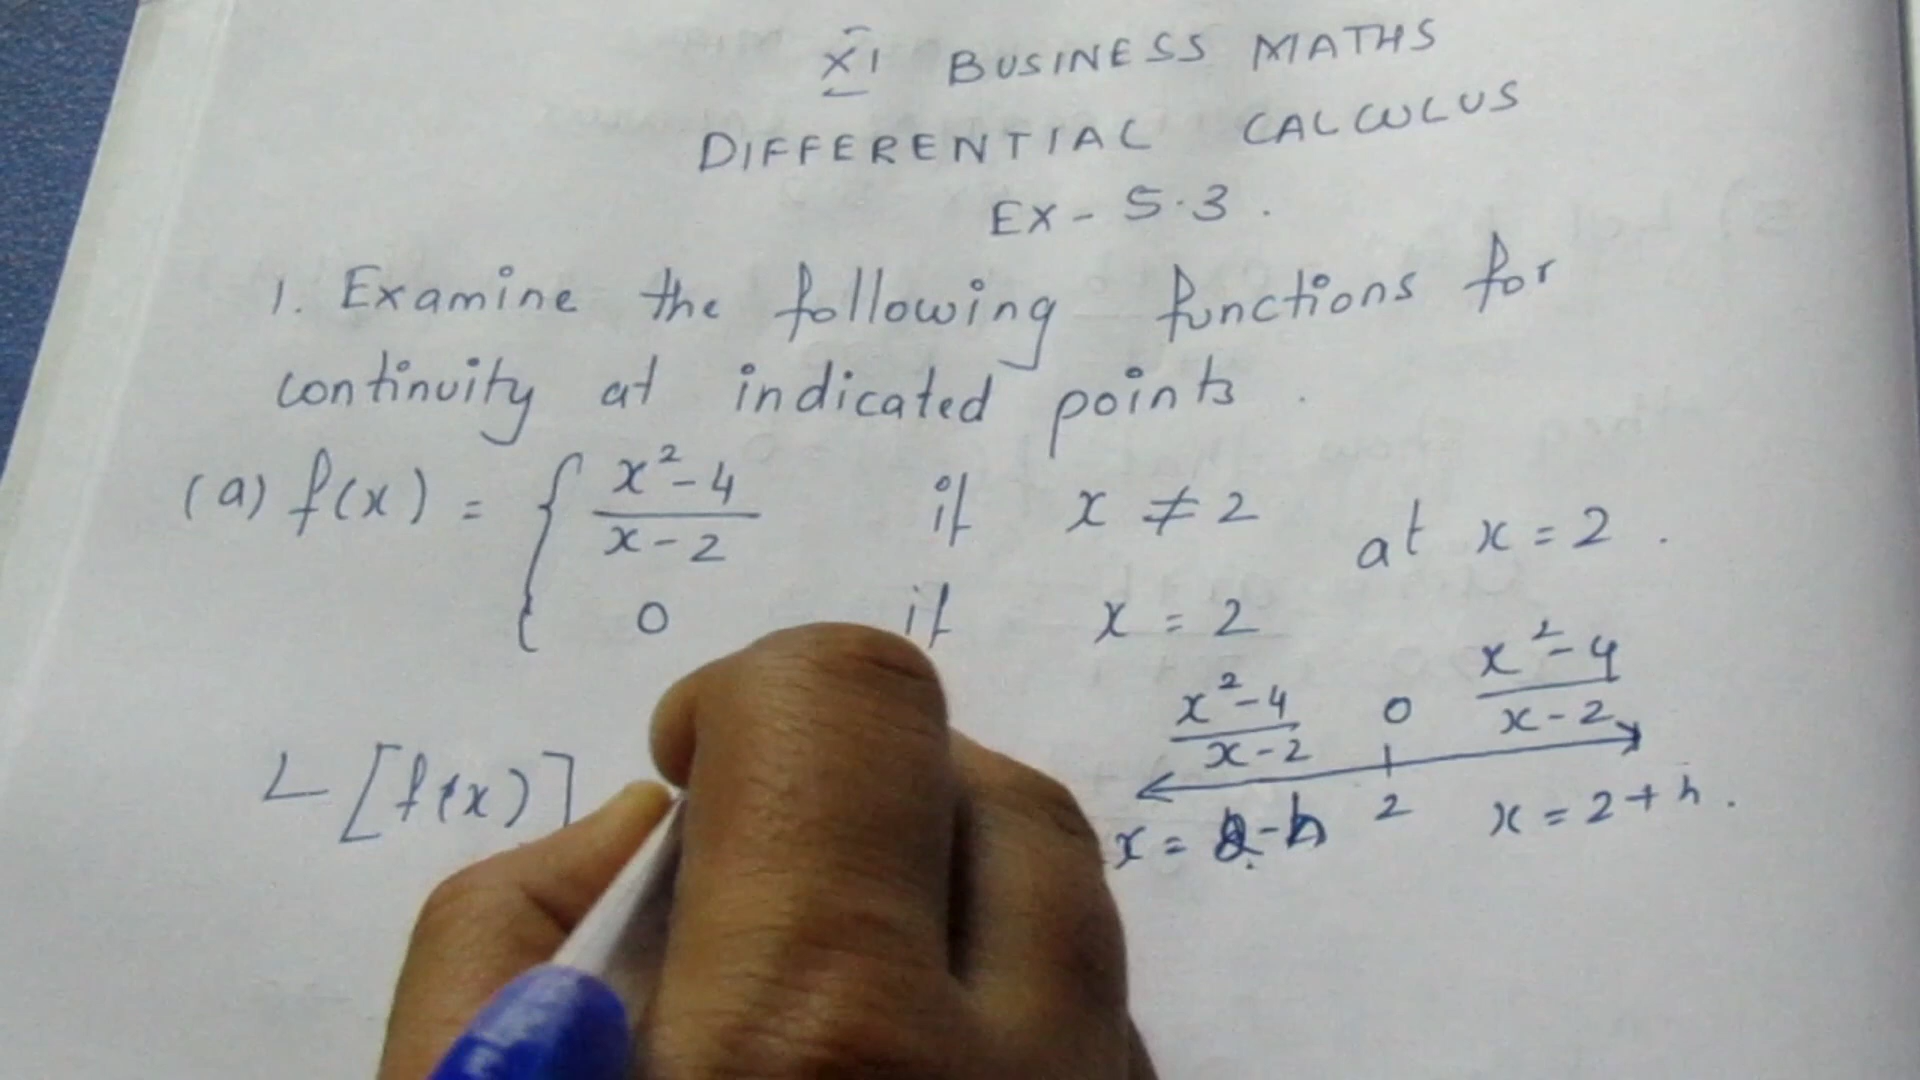 XI BUSINESS MATHS
DIFFERENTIAL CALCULUS
EX - 5.3.
1. Examine the following functions for
continuity at indicated points.
(a) f(x) = { x²-4 / x-2 if x ≠ 2 at x = 2.
0 if x = 2
x²-4 / x-2 0 x²-4 / x-2
L [f(x)]
x = 2-h 2 x = 2+h.